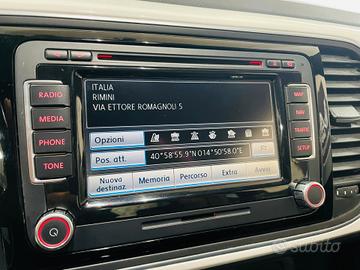 ITALIA
RIMINI
VIA ETTORE ROMAGNOLI 5
RADIO
MEDIA
PHONE
TONE
MAP
NAV
TRAFFIC
SETUP
Opzioni
Pos. att.
40°58'55.9"N 014°50'58.0"E
Nuova destinaz.
Memoria
Percorso
Extra
Avvio
subito